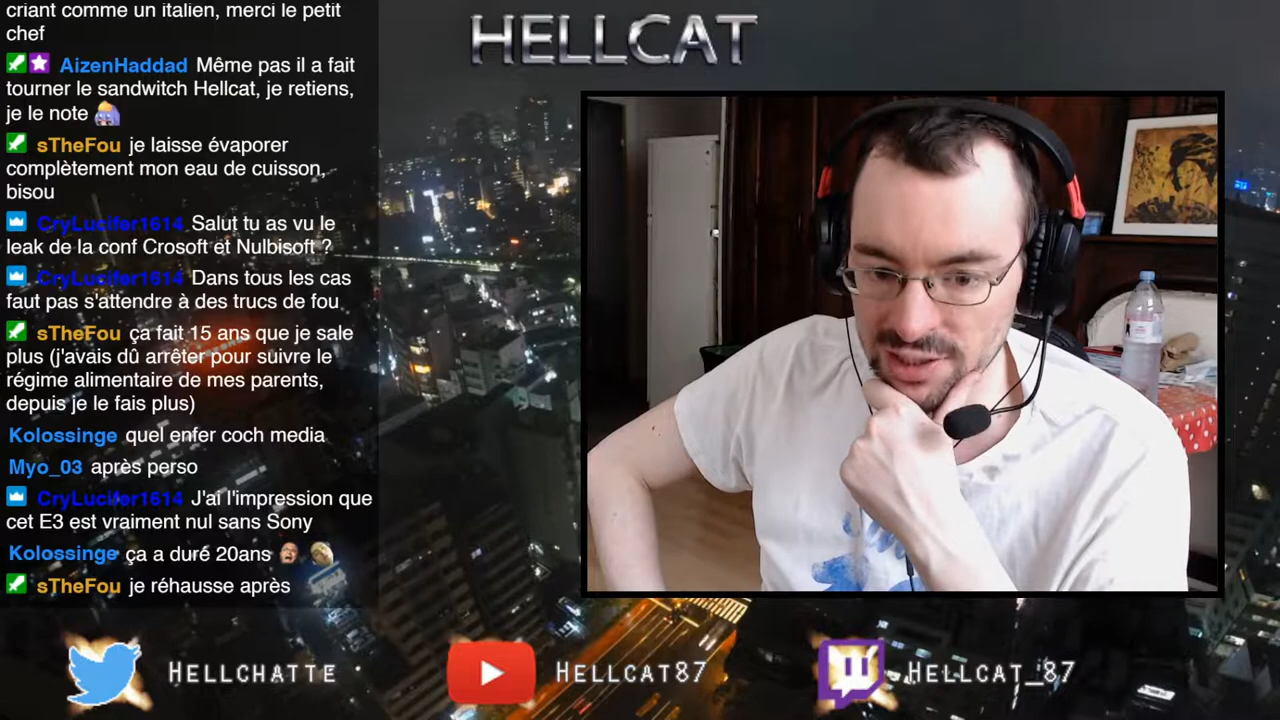 criant comme un italien, merci le petit
chef
HELLCAT
AizenHaddad Même pas il a fait
tourner le sandwitch Hellcat, je retiens,
je le note
sTheFou je laisse évaporer
complètement mon eau de cuisson,
bisou
CryLucifer1614 Salut tu as vu le
leak de la conf Crosoft et Nulbisoft ?
CryLucifer1614 Dans tous les cas
faut pas s'attendre à des trucs de fou
sTheFou ça fait 15 ans que je sale
plus (j'avais dû arrêter pour suivre le
régime alimentaire de mes parents,
depuis je le fais plus)
Kolossinge quel enfer coch media
Myo_03 après perso
CryLucifer1614 J'ai l'impression que
cet E3 est vraiment nul sans Sony
Kolossinge ça a duré 20ans
sTheFou je réhausse après
HELLCHATTE
HELLCAT87
HELLCAT_87